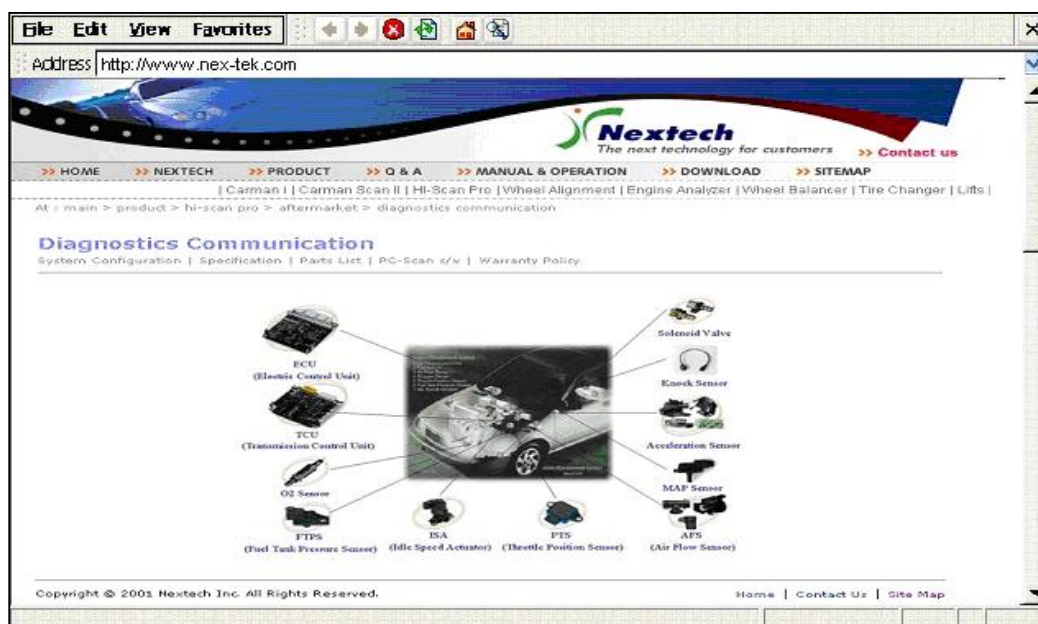 File Edit View Favorites
Address http://www.nex-tek.com
Nextech
The next technology for customers
>> Contact us
>> HOME >> NEXTECH >> PRODUCT >> Q & A >> MANUAL & OPERATION >> DOWNLOAD >> SITEMAP
| Carman i | Carman Scan II | HI-Scan Pro | Wheel Alignment | Engine Analyzer | Wheel Balancer | Tire Changer | Lifts |
At : main > product > hi-scan pro > aftermarket > diagnostics communication
Diagnostics Communication
System Configuration | Specification | Parts List | PC-Scan s/w | Warranty Policy
ECU
(Electric Control Unit)
TCU
(Transmission Control Unit)
O2 Sensor
FTPS
(Fuel Tank Pressure Sensor)
ISA
(Idle Speed Actuator)
PTS
(Throttle Position Sensor)
Solenoid Valve
Knock Sensor
Acceleration Sensor
MAP Sensor
AFS
(Air Flow Sensor)
Copyright © 2001 Nextech Inc. All Rights Reserved.
Home | Contact Us | Site Map